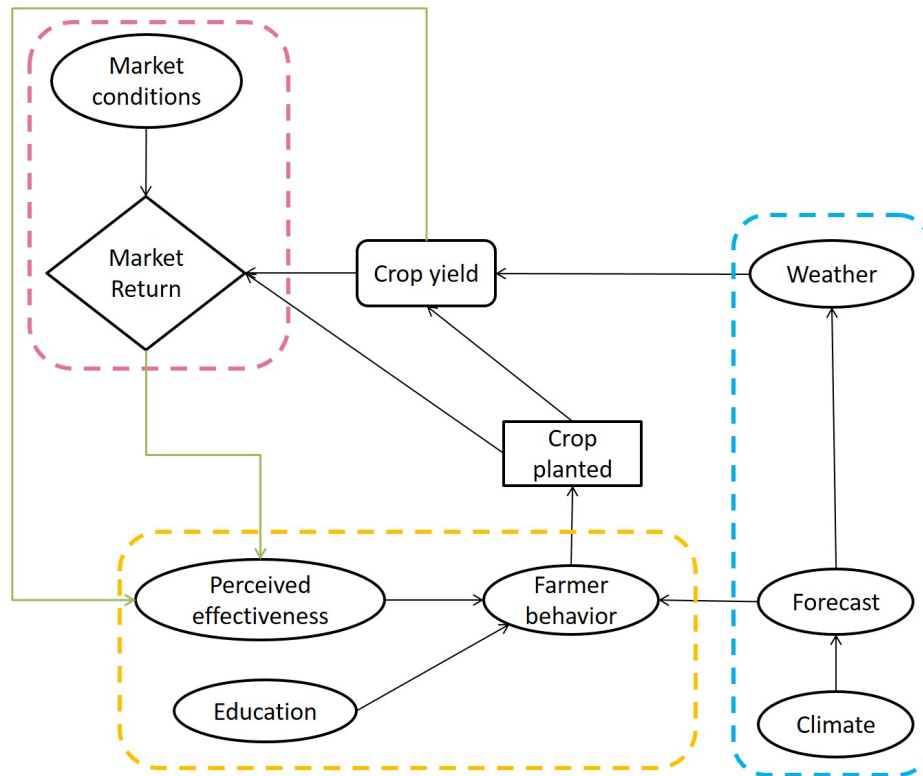 Market
conditions
Market
Return
Crop yield
Weather
Crop
planted
Perceived
effectiveness
Farmer
behavior
Forecast
Education
Climate